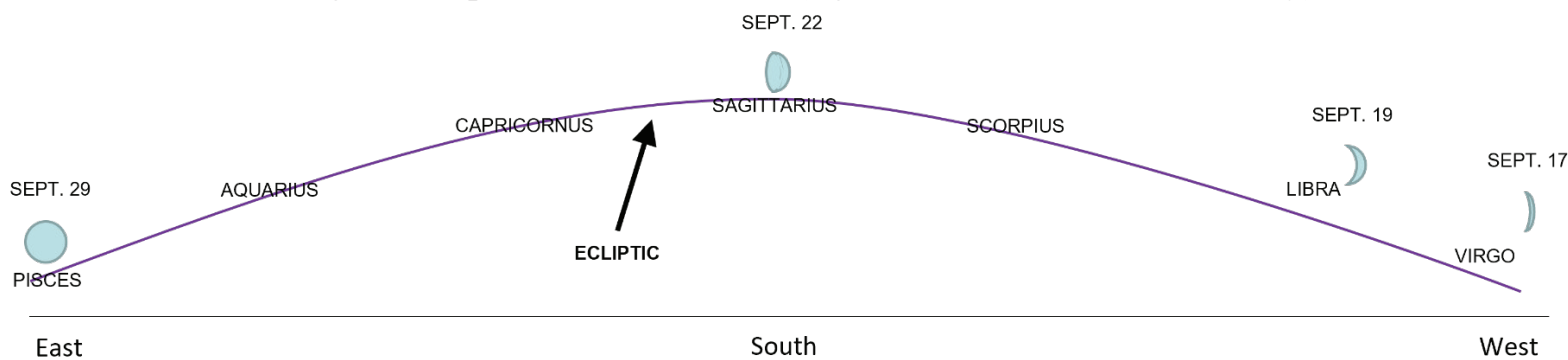 SEPT. 22
SAGITTARIUS
CAPRICORNUS
SCORPIUS
SEPT. 19
SEPT. 29
AQUARIUS
LIBRA
SEPT. 17
ECLIPTIC
VIRGO
PISCES
East
South
West